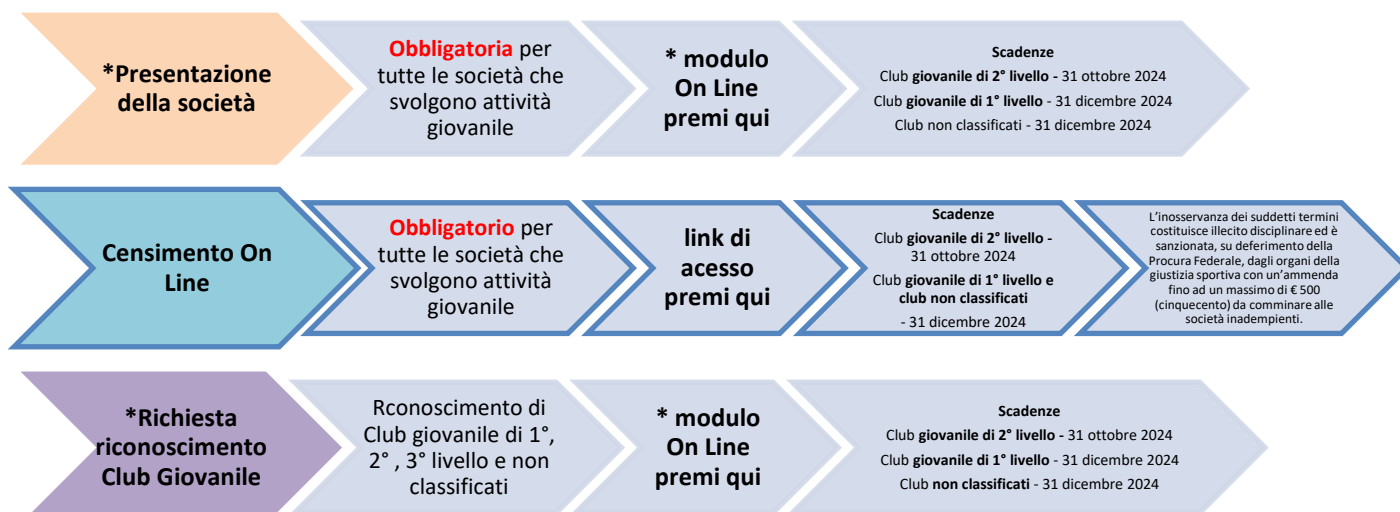 *Presentazione
della società
Obbligatoria per
tutte le società che
svolgono attività
giovanile
* modulo
On Line
premi qui
Scadenze
Club giovanile di 2° livello - 31 ottobre 2024
Club giovanile di 1° livello - 31 dicembre 2024
Club non classificati - 31 dicembre 2024
Censimento On
Line
Obbligatorio per
tutte le società che
svolgono attività
giovanile
link di
acesso
premi qui
Scadenze
Club giovanile di 2° livello -
31 ottobre 2024
Club giovanile di 1° livello e
club non classificati
- 31 dicembre 2024
L'inosservanza dei suddetti termini
costituisce illecito disciplinare ed è
sanzionata, su deferimento della
Procura Federale, dagli organi della
giustizia sportiva con un'ammenda
fino ad un massimo di € 500
(cinquecento) da comminare alle
società inadempienti.
*Richiesta
riconoscimento
Club Giovanile
Rconoscimento di
Club giovanile di 1°,
2° , 3° livello e non
classificati
* modulo
On Line
premi qui
Scadenze
Club giovanile di 2° livello - 31 ottobre 2024
Club giovanile di 1° livello - 31 dicembre 2024
Club non classificati - 31 dicembre 2024